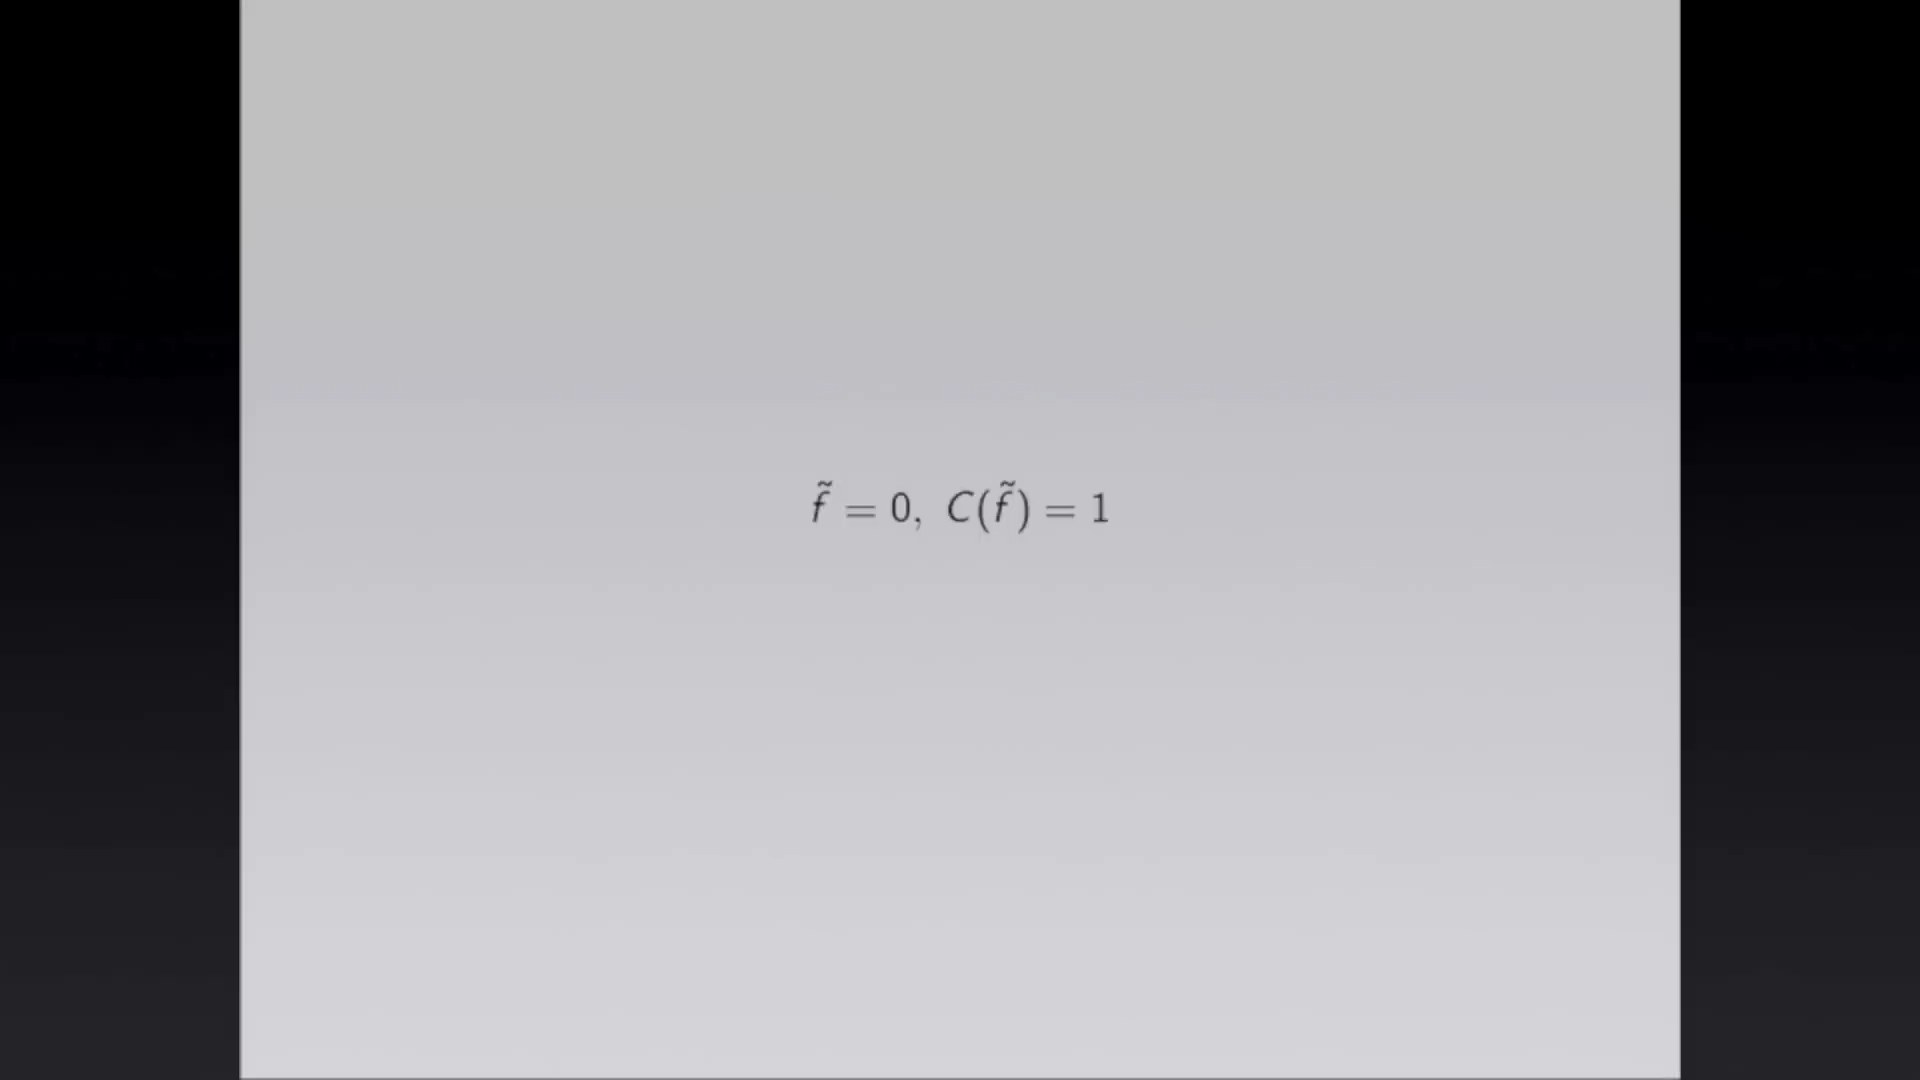 f̃ = 0, C(f̃) = 1